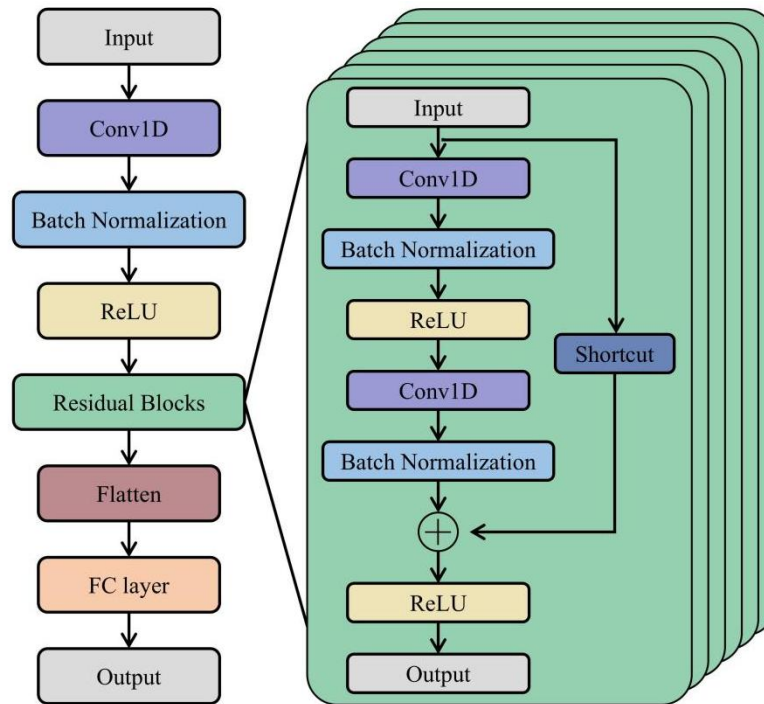 Input
Conv1D
Batch Normalization
ReLU
Residual Blocks
Flatten
FC layer
Output
Input
Conv1D
Batch Normalization
ReLU
Shortcut
Conv1D
Batch Normalization
ReLU
Output